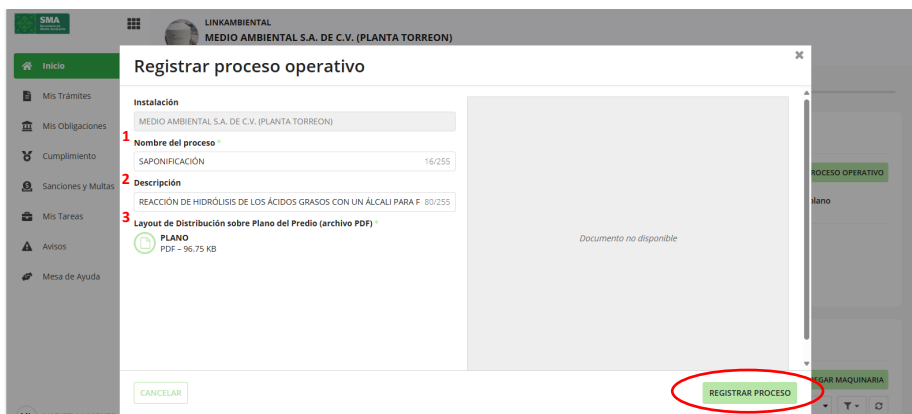 SMA
LINKAMBIENTAL
MEDIO AMBIENTAL S.A. DE C.V. (PLANTA TORREON)
Inicio
Mis Trámites
Mis Obligaciones
Cumplimiento
Sanciones y Multas
Mis Tareas
Avisos
Mesa de Ayuda
Registrar proceso operativo
Instalación
MEDIO AMBIENTAL S.A. DE C.V. (PLANTA TORREON)
1
Nombre del proceso *
SAPONIFICACIÓN 16/255
2
Descripción
REACCIÓN DE HIDRÓLISIS DE LOS ÁCIDOS GRASOS CON UN ÁLCALI PARA F 80/255
3
Layout de Distribución sobre Plano del Predio (archivo PDF) *
PLANO
PDF – 96.75 KB
Documento no disponible
CANCELAR
REGISTRAR PROCESO
ROCESO OPERATIVO
lano
EGAR MAQUINARIA